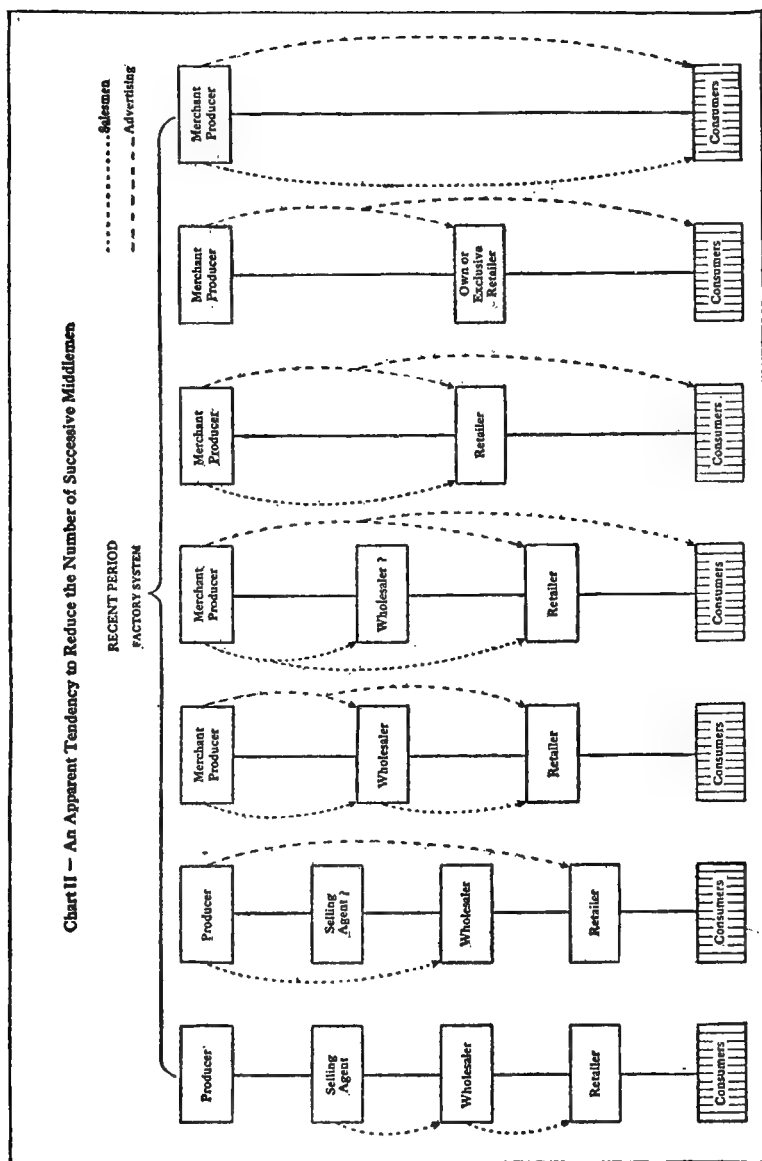 Chart II — An Apparent Tendency to Reduce the Number of Successive Middlemen
Salesmen
Advertising
RECENT PERIOD
FACTORY SYSTEM
Producer
Selling
Agent
Wholesaler
Retailer
Consumers
Producer
Selling
Agent ?
Wholesaler
Retailer
Consumers
Merchant
Producer
Wholesaler
Retailer
Consumers
Merchant
Producer
Wholesaler ?
Retailer
Consumers
Merchant
Producer
Retailer
Consumers
Merchant
Producer
Own or
Exclusive
Retailer
Consumers
Merchant
Producer
Consumers